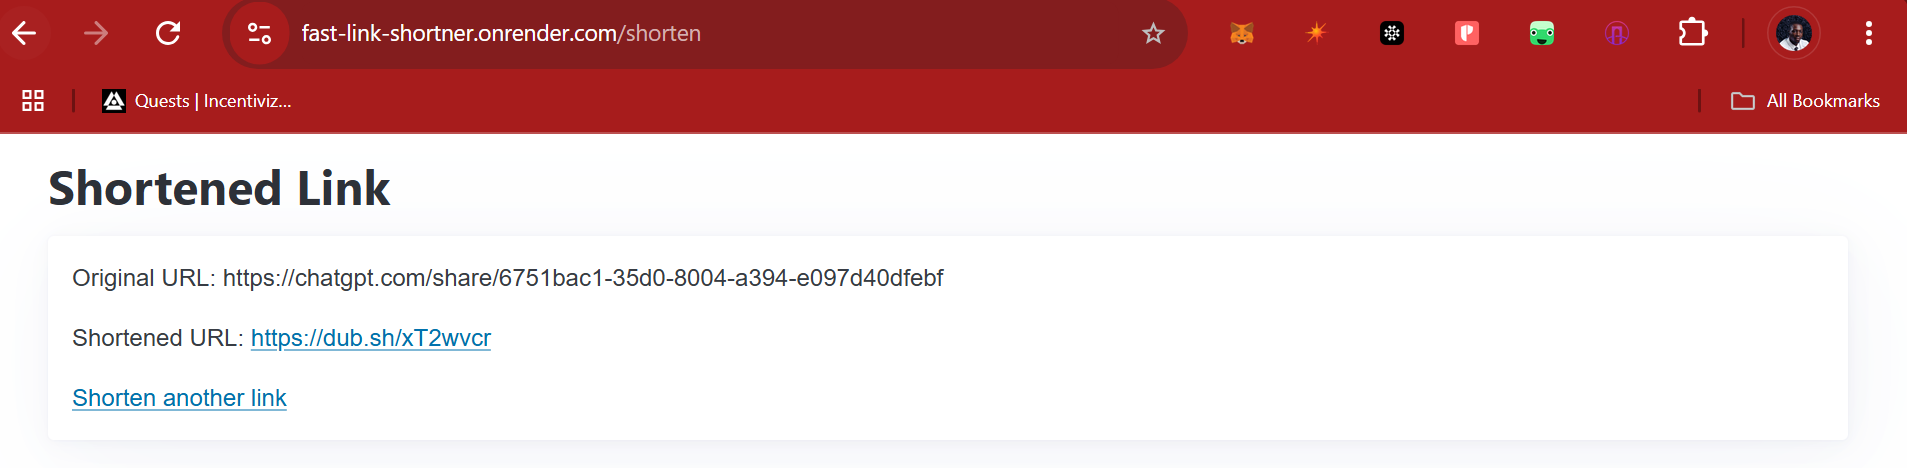 fast-link-shortner.onrender.com/shorten
Quests | Incentiviz...
All Bookmarks
Shortened Link
Original URL: https://chatgpt.com/share/6751bac1-35d0-8004-a394-e097d40dfebf
Shortened URL: https://dub.sh/xT2wvcr
Shorten another link